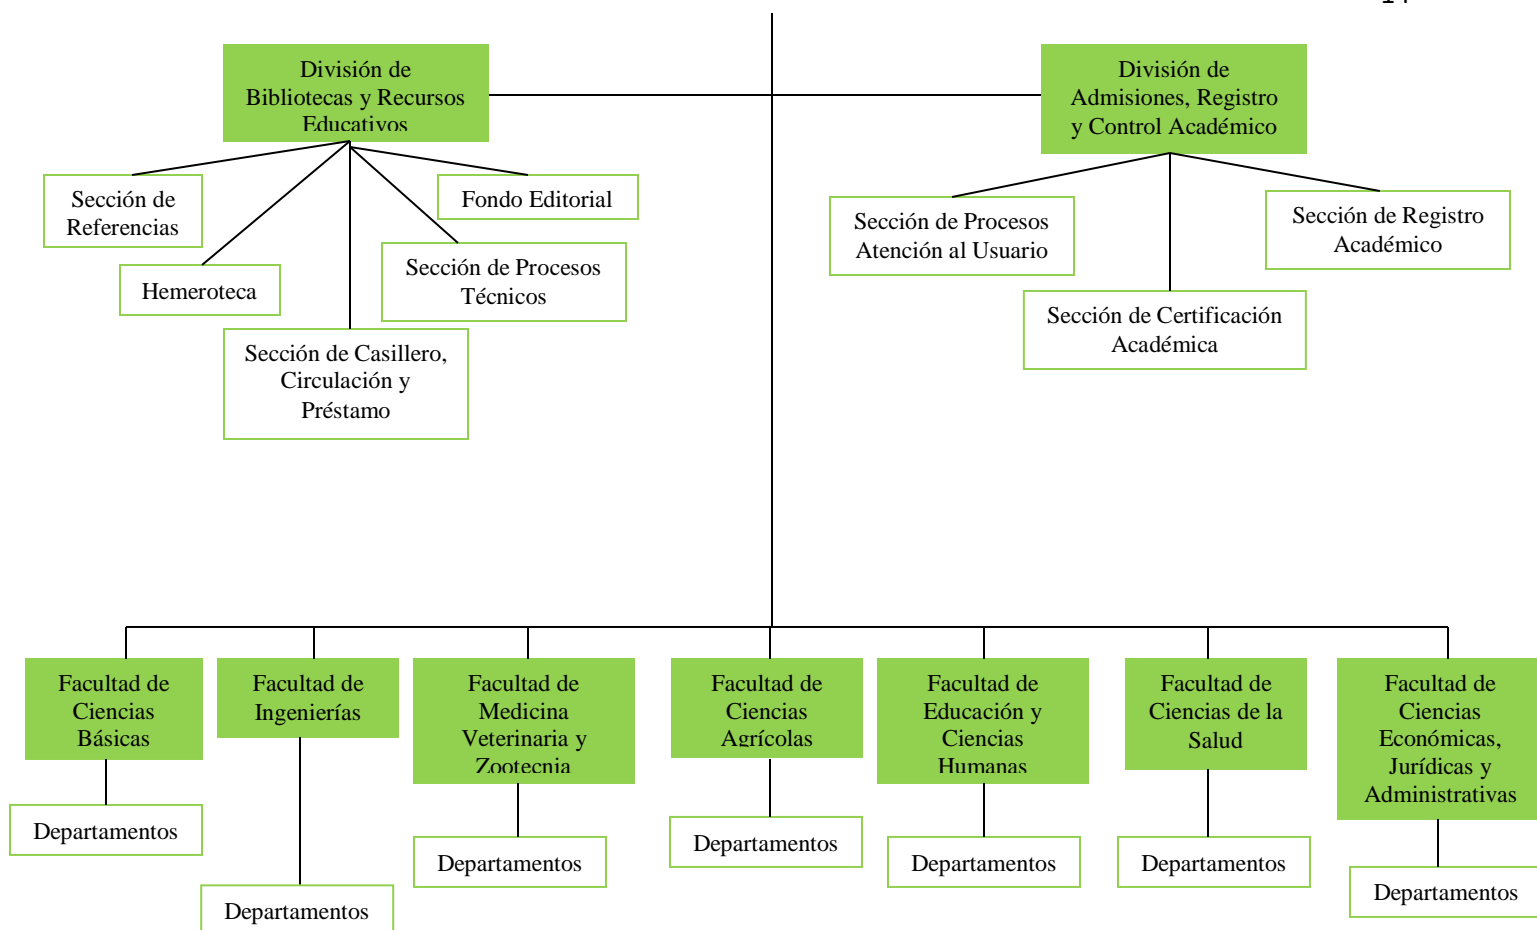 División de
Bibliotecas y Recursos
Educativos
División de
Admisiones, Registro
y Control Académico
Sección de
Referencias
Fondo Editorial
Hemeroteca
Sección de Procesos
Técnicos
Sección de Casillero,
Circulación y
Préstamo
Sección de Procesos
Atención al Usuario
Sección de Registro
Académico
Sección de Certificación
Académica
Facultad de
Ciencias
Básicas
Facultad de
Ingenierías
Facultad de
Medicina
Veterinaria y
Zootecnia
Facultad de
Ciencias
Agrícolas
Facultad de
Educación y
Ciencias
Humanas
Facultad de
Ciencias de la
Salud
Facultad de
Ciencias
Económicas,
Jurídicas y
Administrativas
Departamentos
Departamentos
Departamentos
Departamentos
Departamentos
Departamentos
Departamentos